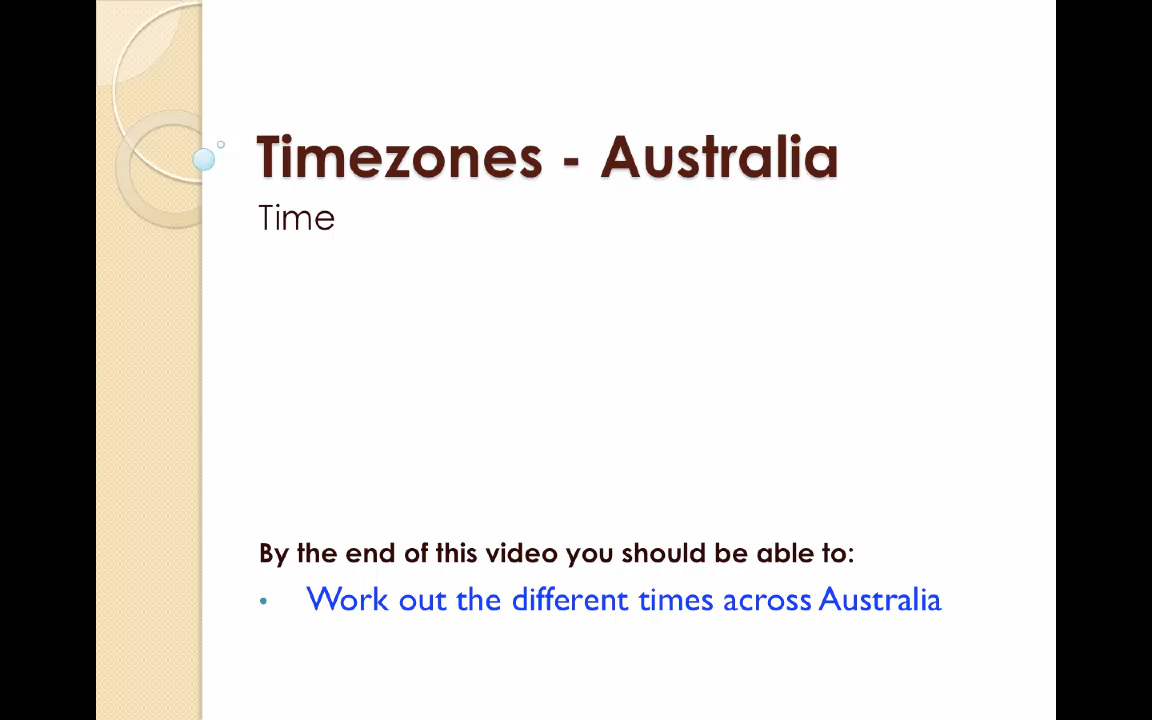 Timezones - Australia
Time
By the end of this video you should be able to:
• Work out the different times across Australia